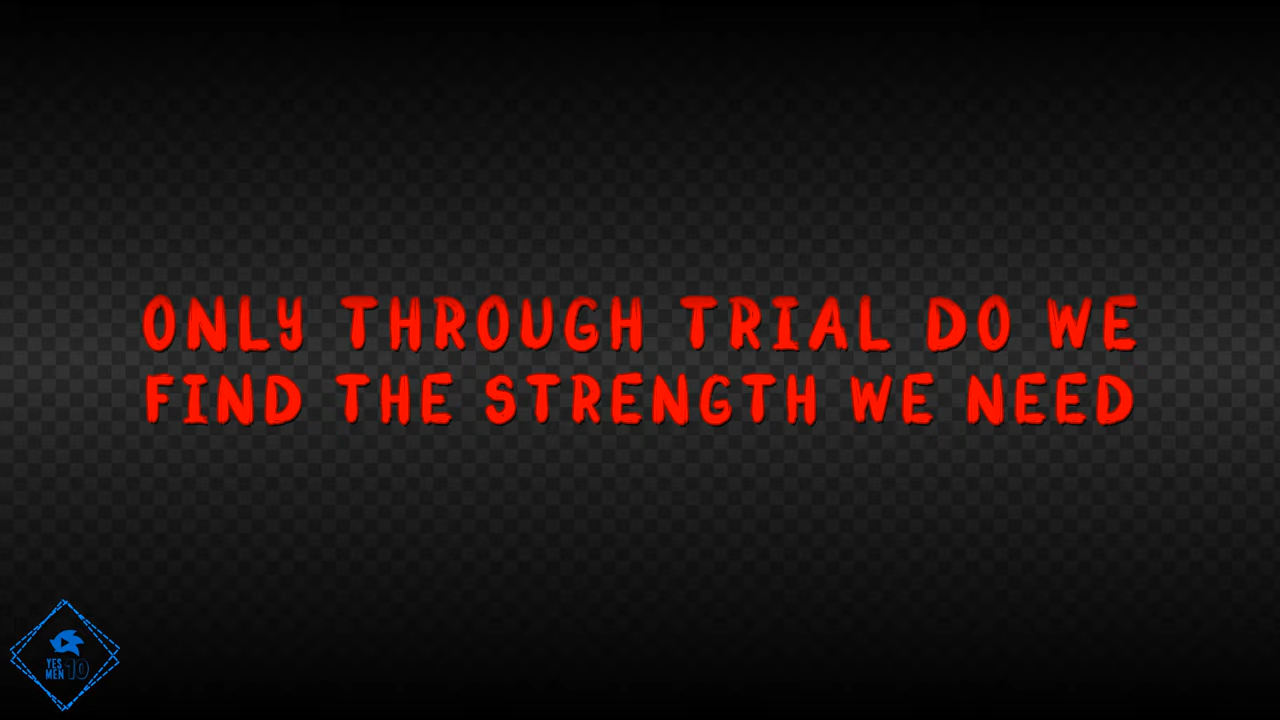 ONLY THROUGH TRIAL DO WE
FIND THE STRENGTH WE NEED
YES
MEN 10